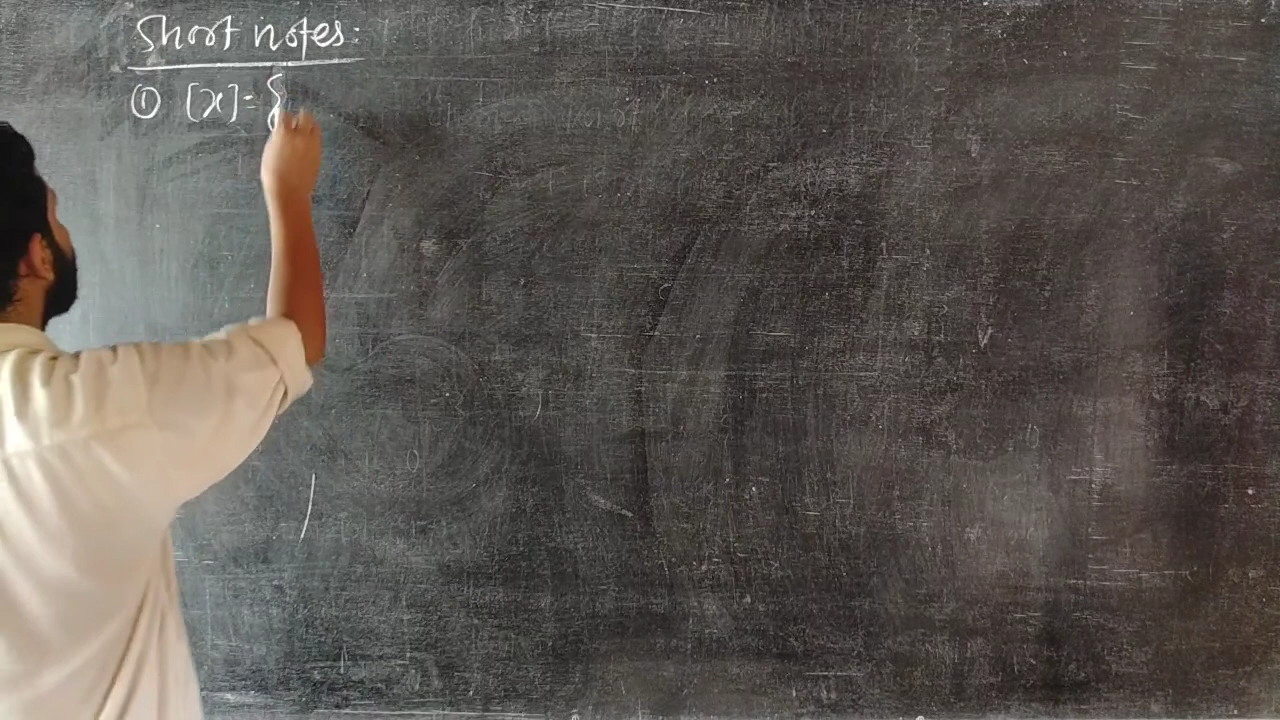 Short notes:
① [x] = {